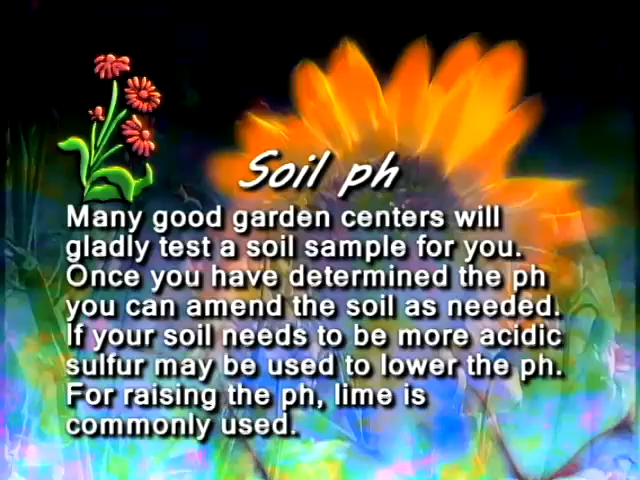 Soil ph
Many good garden centers will
gladly test a soil sample for you.
Once you have determined the ph
you can amend the soil as needed.
If your soil needs to be more acidic
sulfur may be used to lower the ph.
For raising the ph, lime is
commonly used.